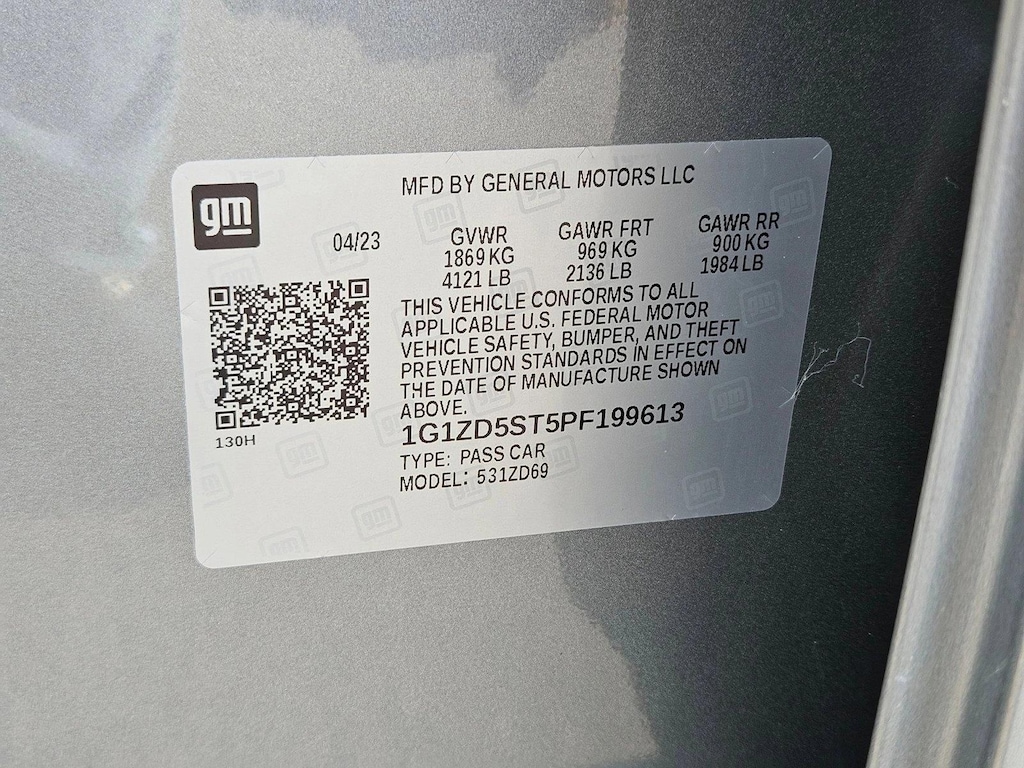 gm
MFD BY GENERAL MOTORS LLC
04/23
GVWR GAWR FRT GAWR RR
1869 KG 969 KG 900 KG
4121 LB 2136 LB 1984 LB
THIS VEHICLE CONFORMS TO ALL
APPLICABLE U.S. FEDERAL MOTOR
VEHICLE SAFETY, BUMPER, AND THEFT
PREVENTION STANDARDS IN EFFECT ON
THE DATE OF MANUFACTURE SHOWN
ABOVE.
130H
1G1ZD5ST5PF199613
TYPE: PASS CAR
MODEL: 531ZD69